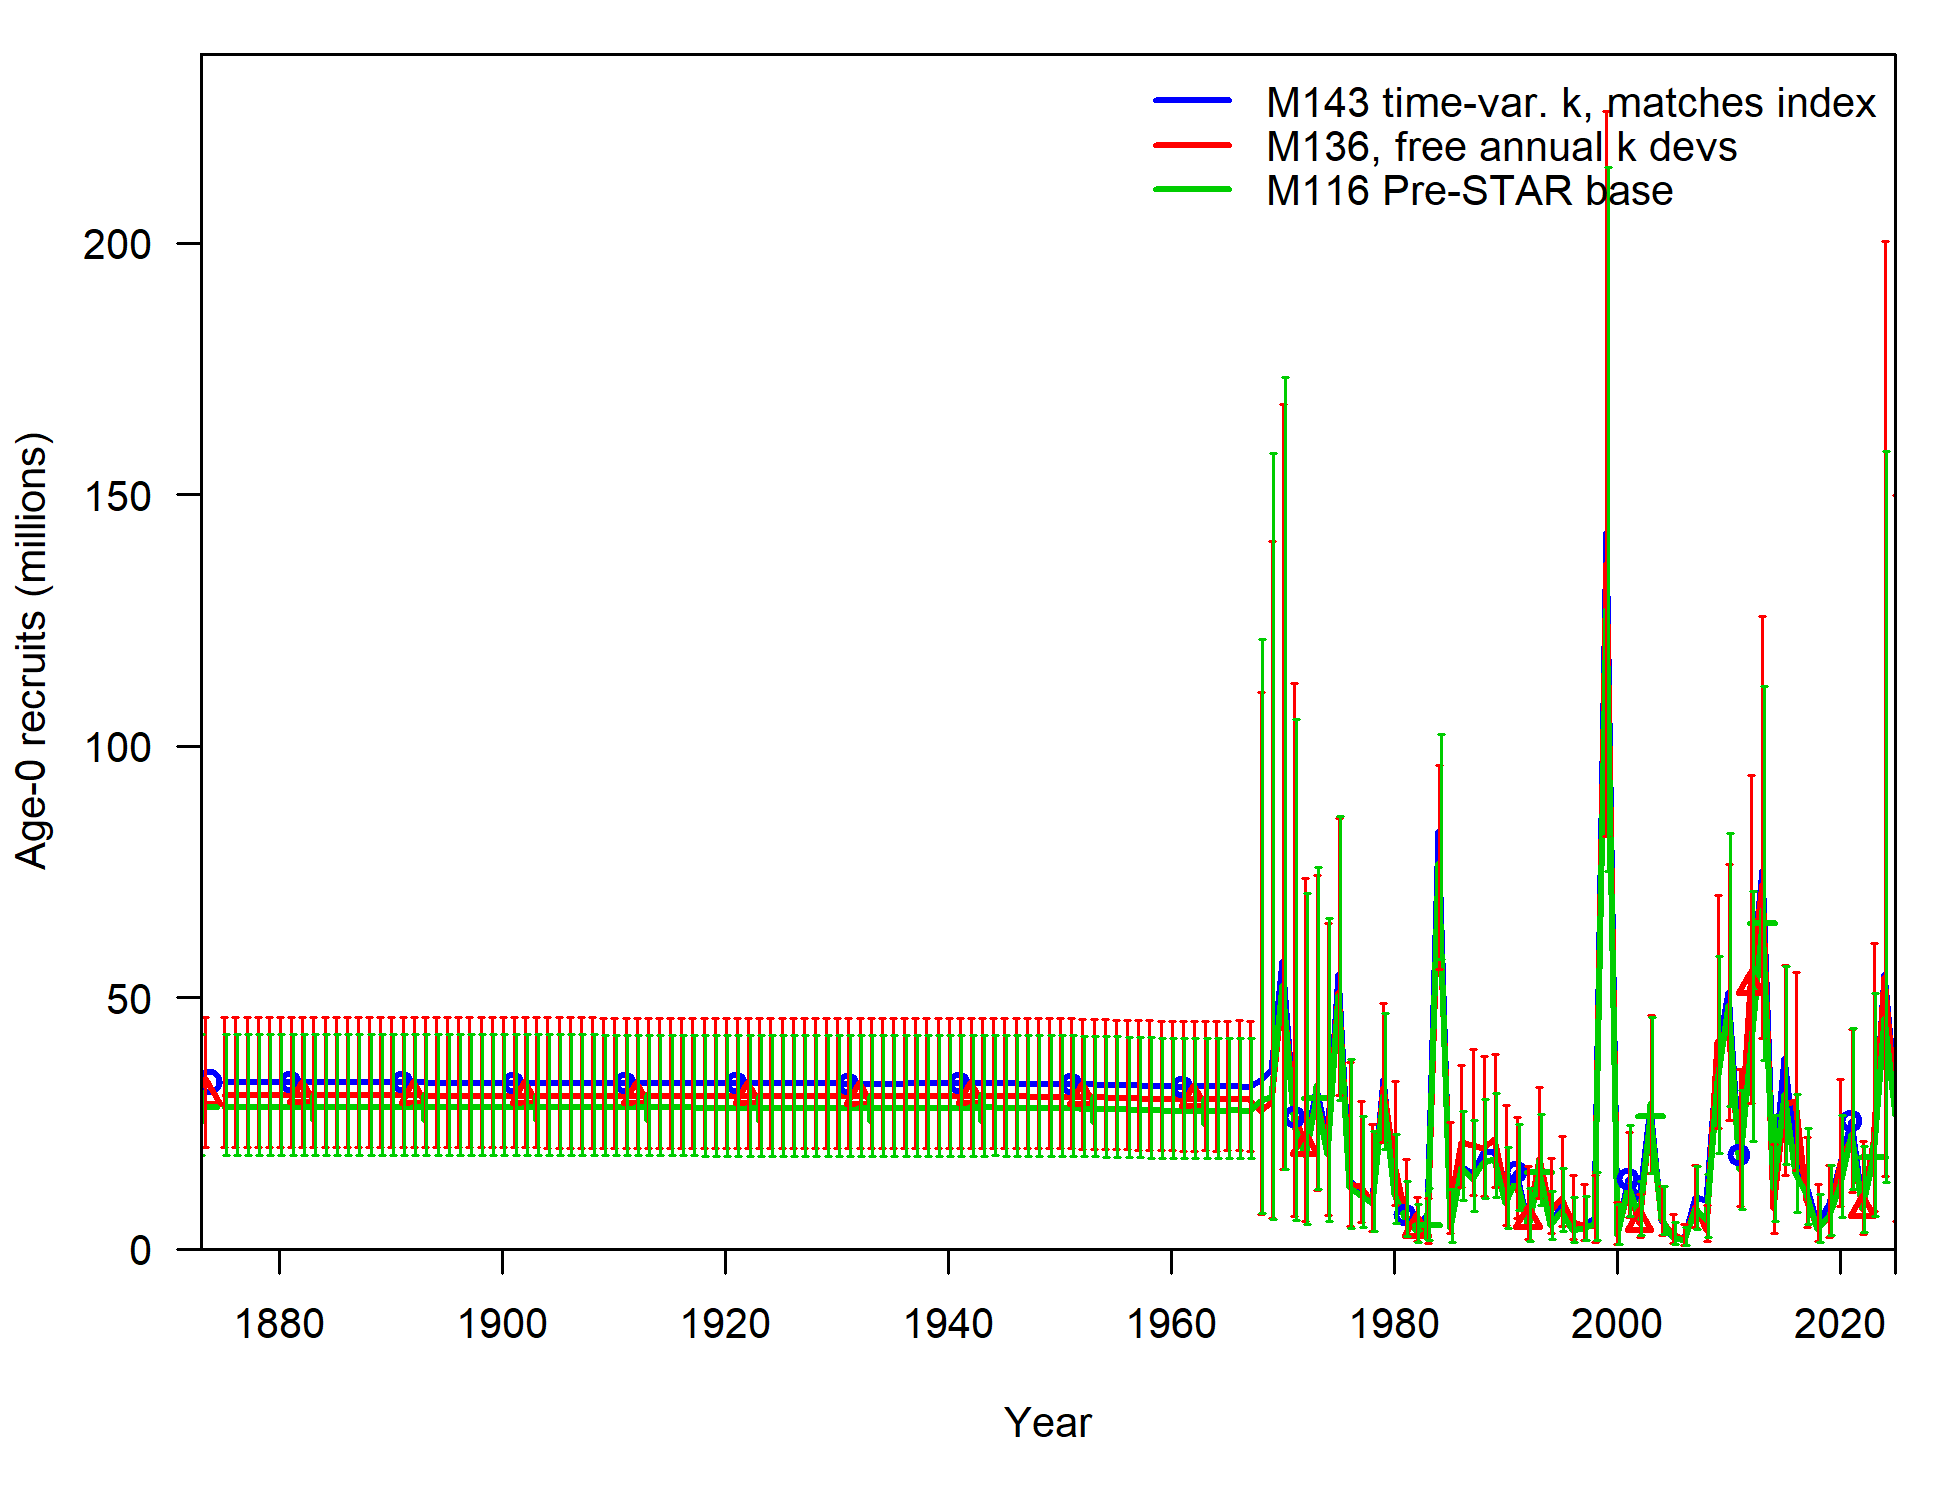 M143 time-var. k, matches index
M136, free annual k devs
M116 Pre-STAR base
Age-0 recruits (millions)
200
150
100
50
0
1880 1900 1920 1940 1960 1980 2000 2020
Year